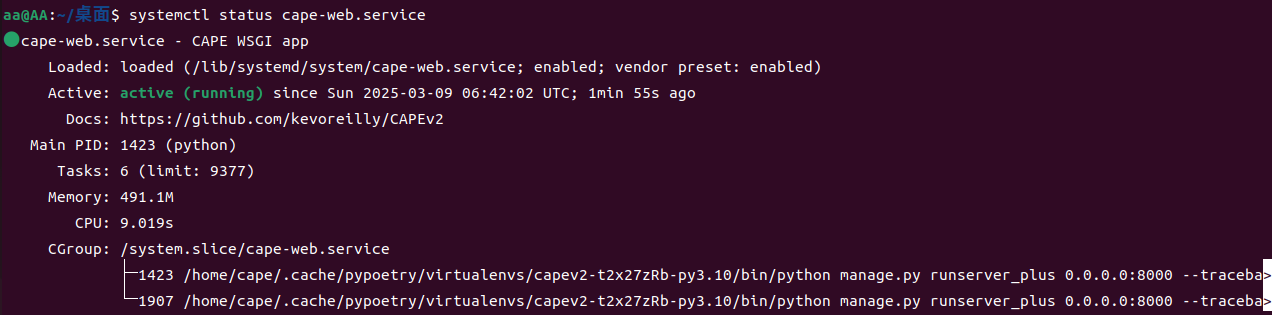 aa@AA:~/桌面$ systemctl status cape-web.service
cape-web.service - CAPE WSGI app
Loaded: loaded (/lib/systemd/system/cape-web.service; enabled; vendor preset: enabled)
Active: active (running) since Sun 2025-03-09 06:42:02 UTC; 1min 55s ago
Docs: https://github.com/kevoreilly/CAPEv2
Main PID: 1423 (python)
Tasks: 6 (limit: 9377)
Memory: 491.1M
CPU: 9.019s
CGroup: /system.slice/cape-web.service
├─1423 /home/cape/.cache/pypoetry/virtualenvs/capev2-t2x27zRb-py3.10/bin/python manage.py runserver_plus 0.0.0.0:8000 --traceba>
└─1907 /home/cape/.cache/pypoetry/virtualenvs/capev2-t2x27zRb-py3.10/bin/python manage.py runserver_plus 0.0.0.0:8000 --traceba>